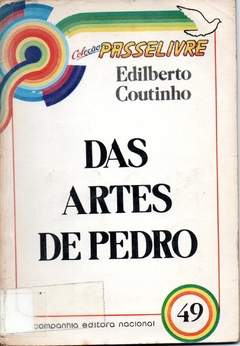 Coleção PASSELIVRE
Edilberto
Coutinho
DAS
ARTES
DE PEDRO
companhia editora nacional
49